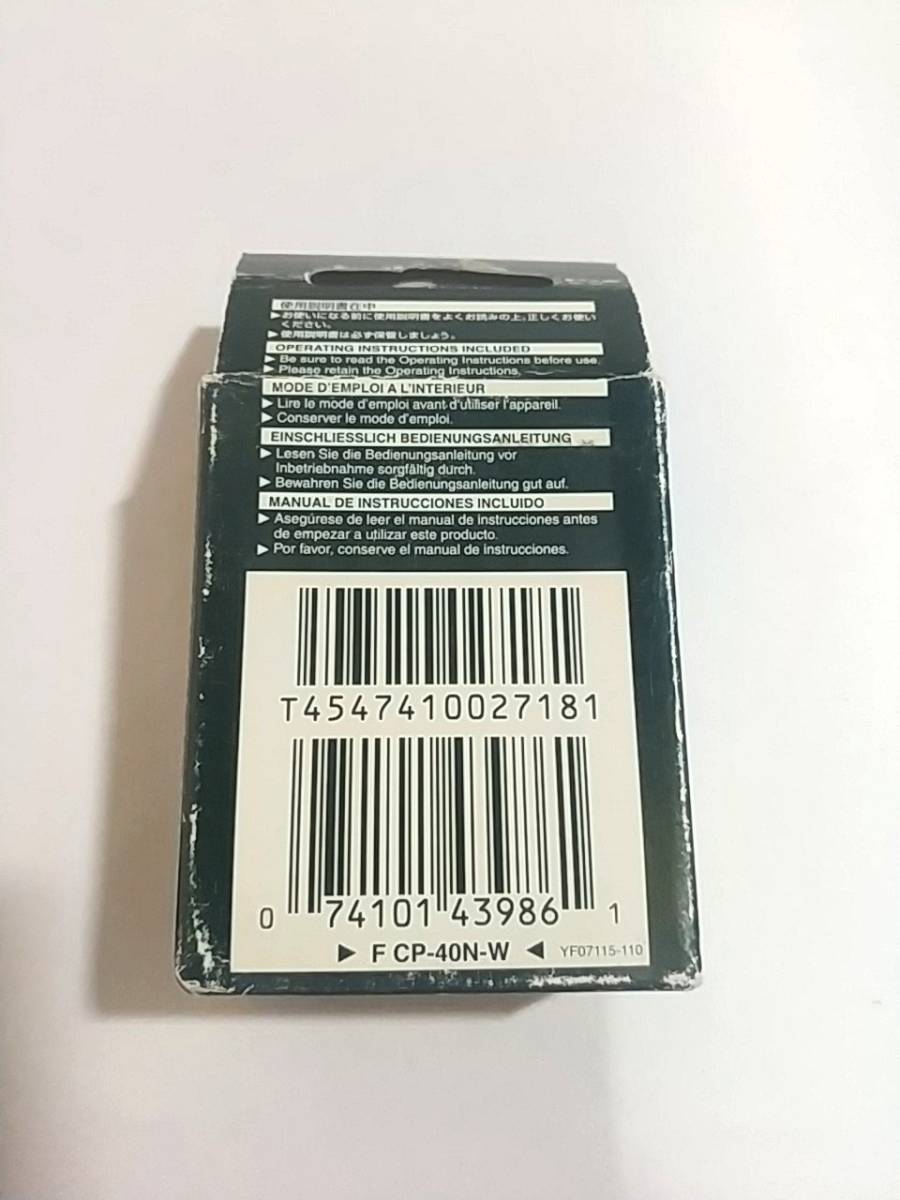 使用説明書在中
▶お使いになる前に使用説明書をよくお読みの上、正しくお使い
ください。
▶使用説明書は必ず保管しましょう。
OPERATING INSTRUCTIONS INCLUDED
▶ Be sure to read the Operating Instructions before use.
▶ Please retain the Operating Instructions.
MODE D'EMPLOI A L'INTERIEUR
▶ Lire le mode d'emploi avant d'utiliser l'appareil.
▶ Conserver le mode d'emploi.
EINSCHLIESSLICH BEDIENUNGSANLEITUNG
▶ Lesen Sie die Bedienungsanleitung vor
Inbetriebnahme sorgfältig durch.
▶ Bewahren Sie die Bedienungsanleitung gut auf.
MANUAL DE INSTRUCCIONES INCLUIDO
▶ Asegúrese de leer el manual de instrucciones antes
de empezar a utilizar este producto.
▶ Por favor, conserve el manual de instrucciones.
T4547410027181
0 74101 43986 1
▶ F CP-40N-W ◀ YF07115-110